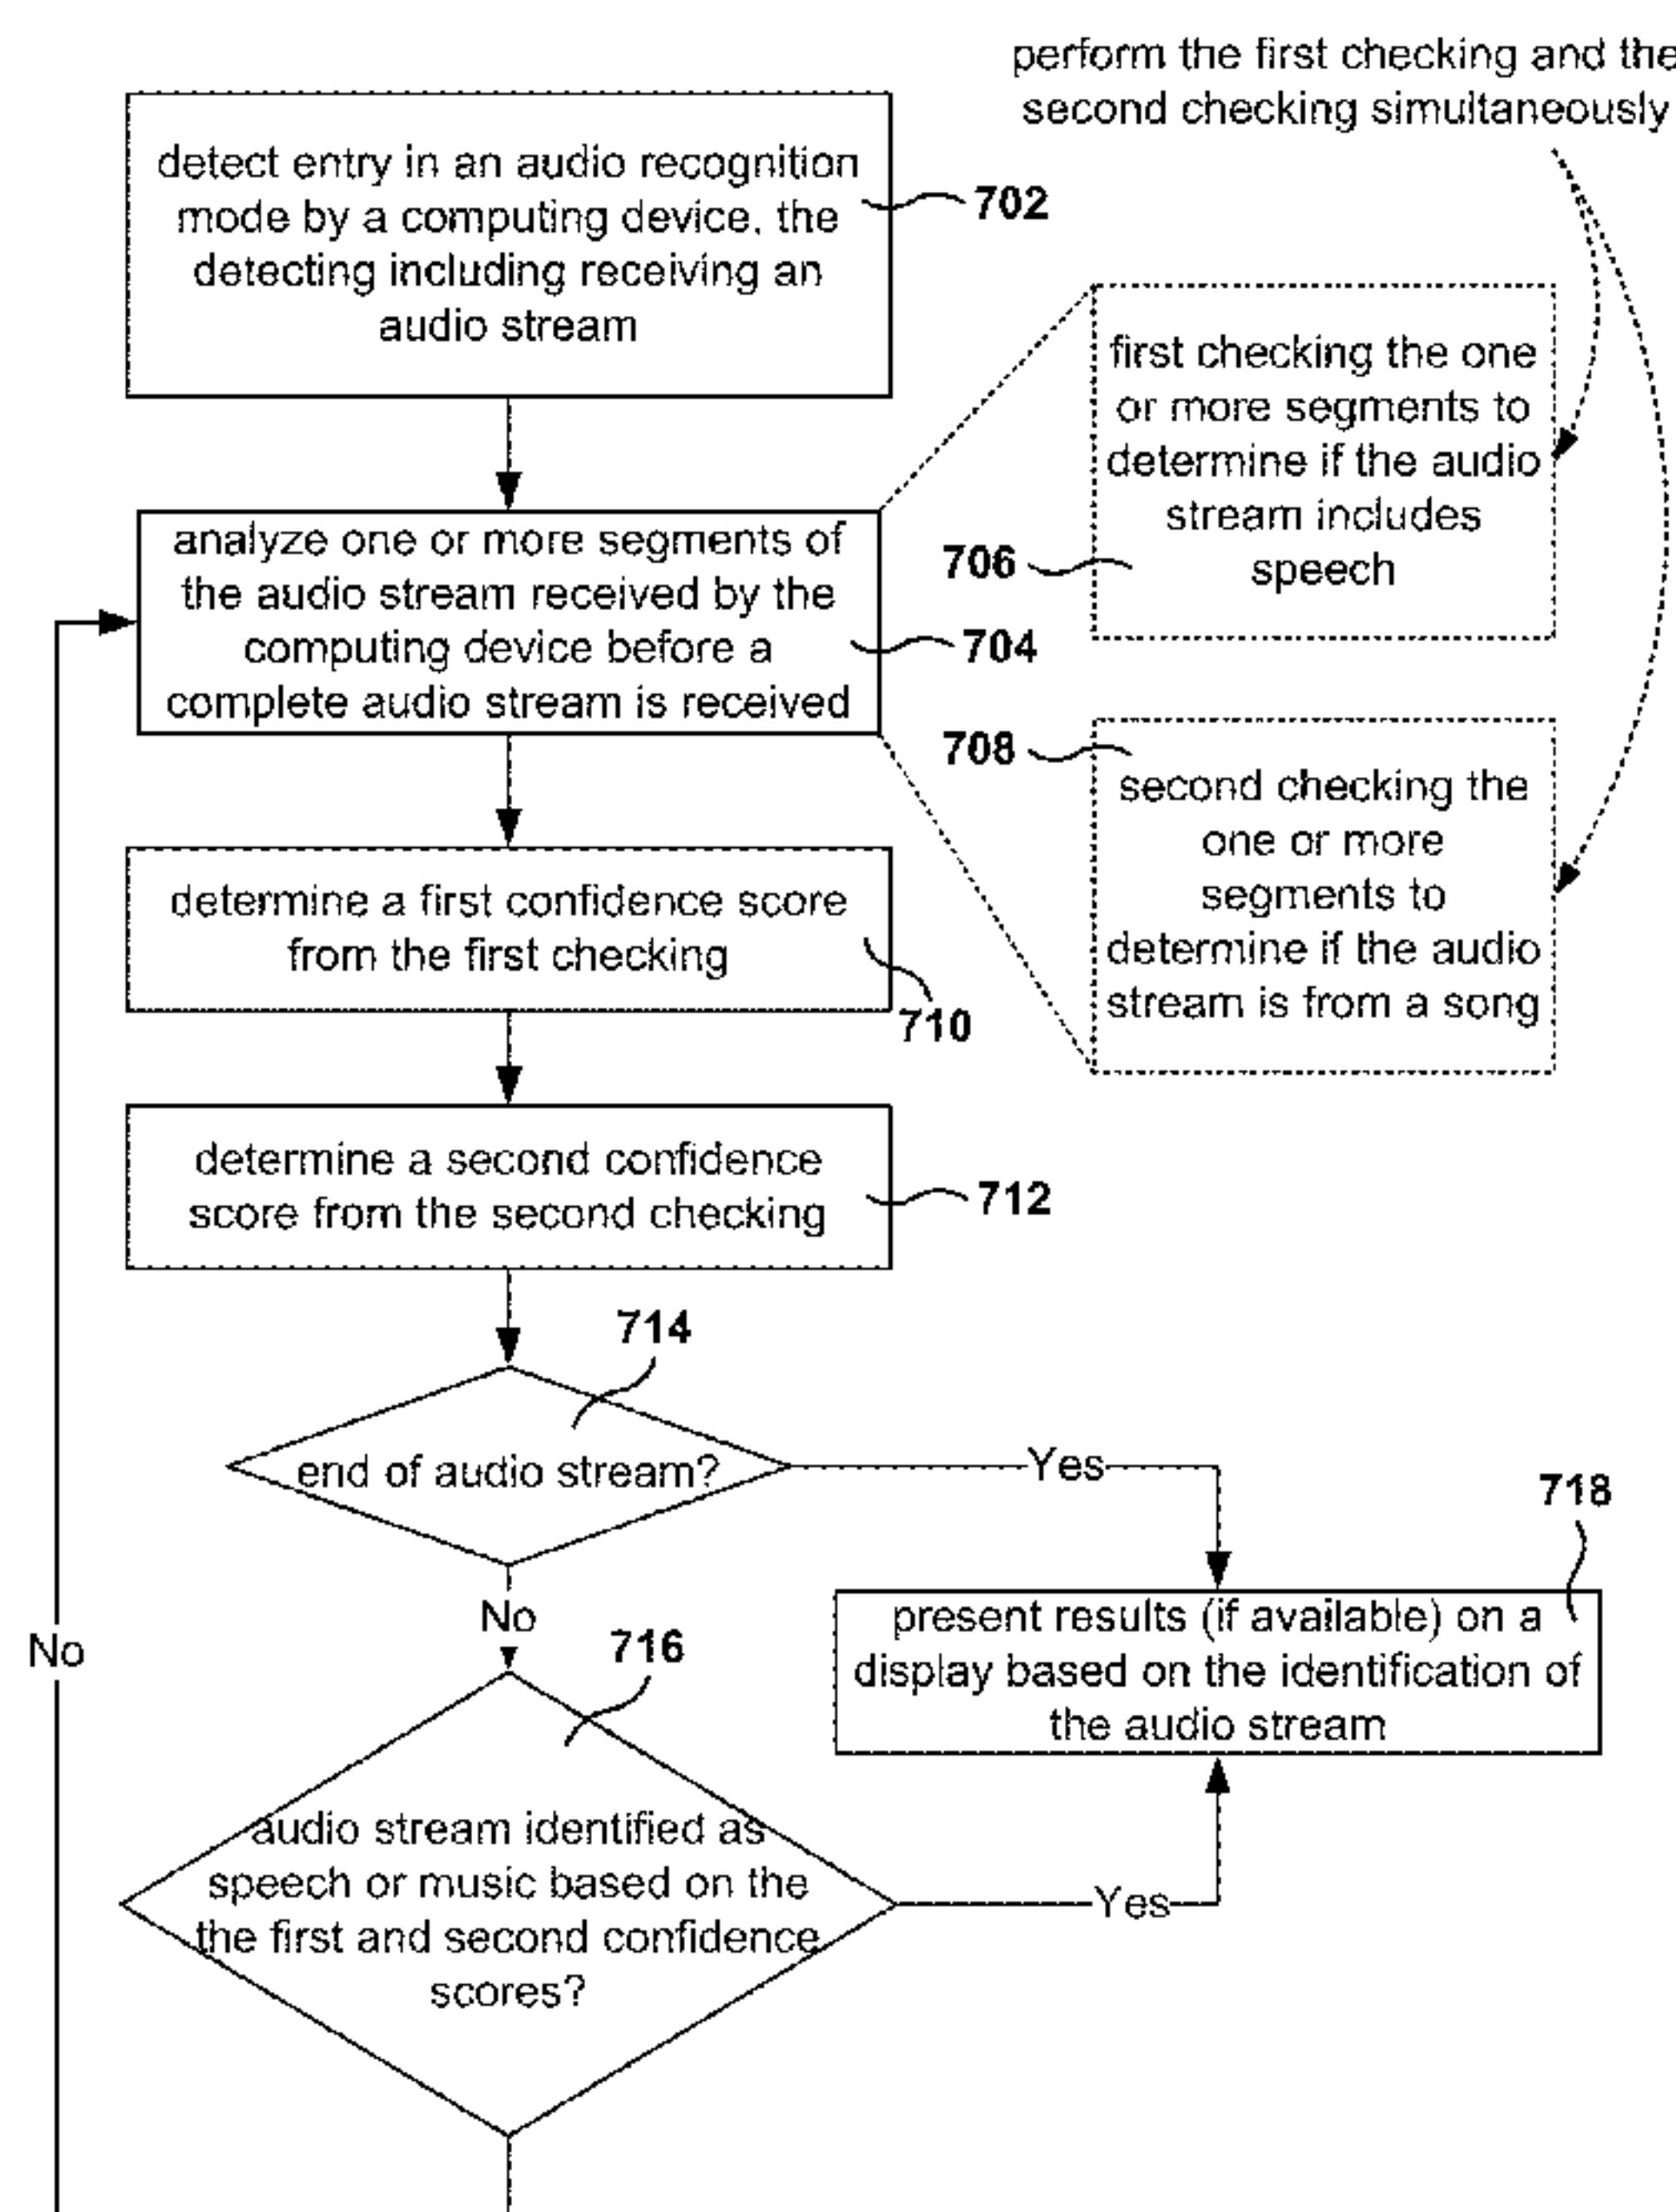 perform the first checking and the
second checking simultaneously
detect entry in an audio recognition
mode by a computing device, the
detecting including receiving an
audio stream
702
first checking the one
or more segments to
determine if the audio
stream includes
speech
706
analyze one or more segments of
the audio stream received by the
computing device before a
complete audio stream is received
704
708
second checking the
one or more
segments to
determine if the audio
stream is from a song
determine a first confidence score
from the first checking
710
determine a second confidence
score from the second checking
712
714
end of audio stream?
Yes
718
No
present results (if available) on a
display based on the identification of
the audio stream
No
716
audio stream identified as
speech or music based on the
the first and second confidence
scores?
Yes